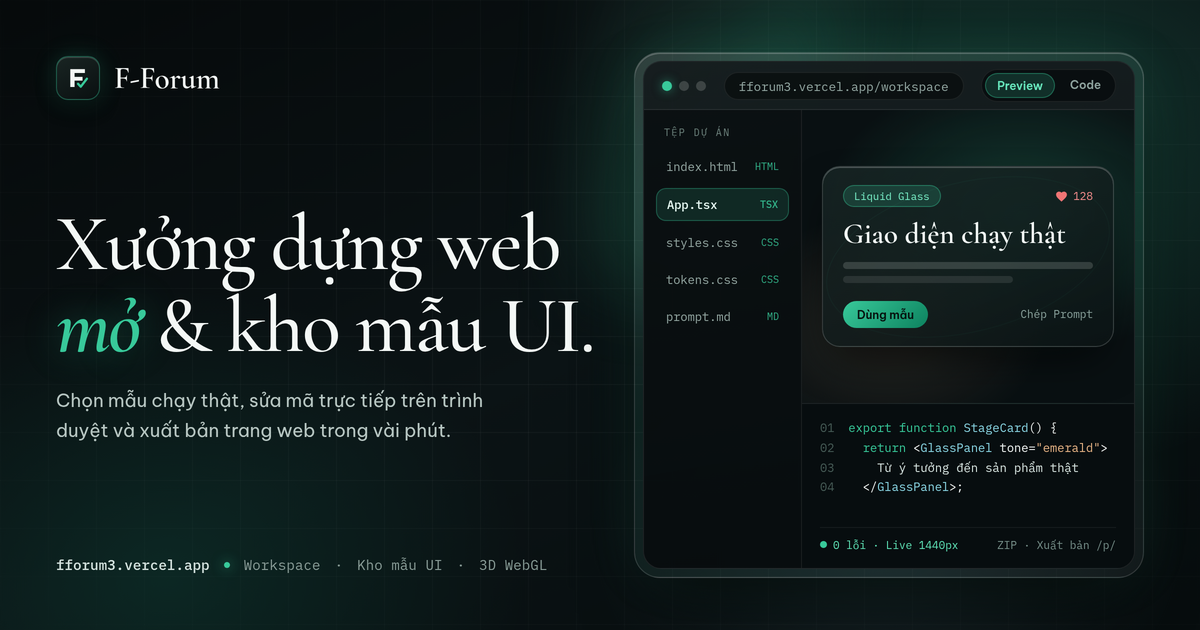 F-Forum
Xưởng dựng web
mở & kho mẫu UI.
Chọn mẫu chạy thật, sửa mã trực tiếp trên trình
duyệt và xuất bản trang web trong vài phút.
fforum3.vercel.app • Workspace · Kho mẫu UI · 3D WebGL
fforum3.vercel.app/workspace
Preview
Code
TỆP DỰ ÁN
index.html HTML
App.tsx TSX
styles.css CSS
tokens.css CSS
prompt.md MD
Liquid Glass
128
Giao diện chạy thật
Dùng mẫu
Chép Prompt
01 export function StageCard() {
02 return <GlassPanel tone="emerald">
03 Từ ý tưởng đến sản phẩm thật
04 </GlassPanel>;
0 lỗi · Live 1440px
ZIP · Xuất bản /p/